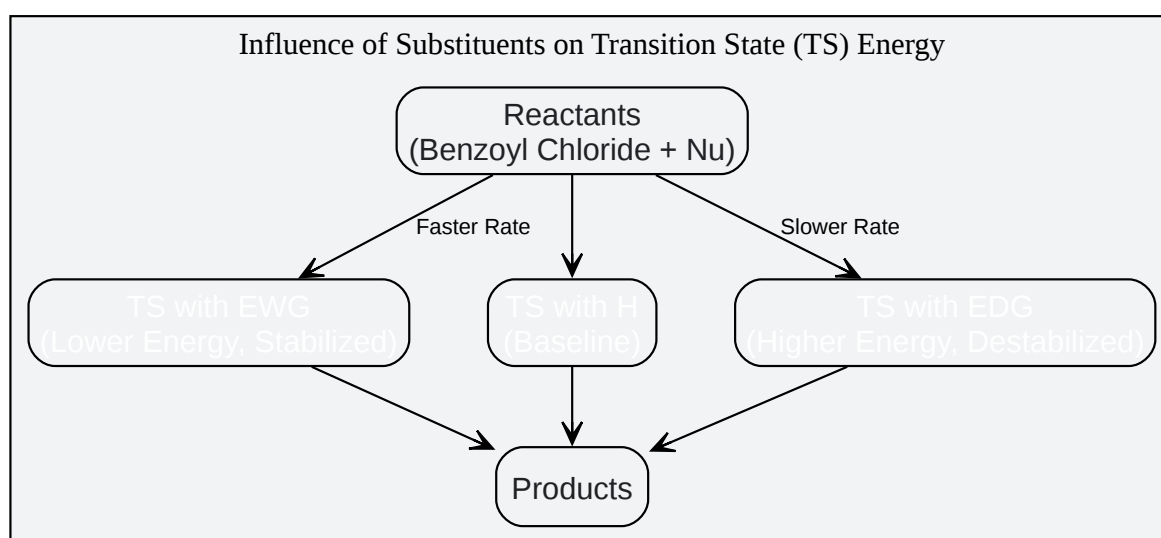 Influence of Substituents on Transition State (TS) Energy
Reactants
(Benzoyl Chloride + Nu)
Faster Rate
Slower Rate
TS with EWG
(Lower Energy, Stabilized)
TS with H
(Baseline)
TS with EDG
(Higher Energy, Destabilized)
Products